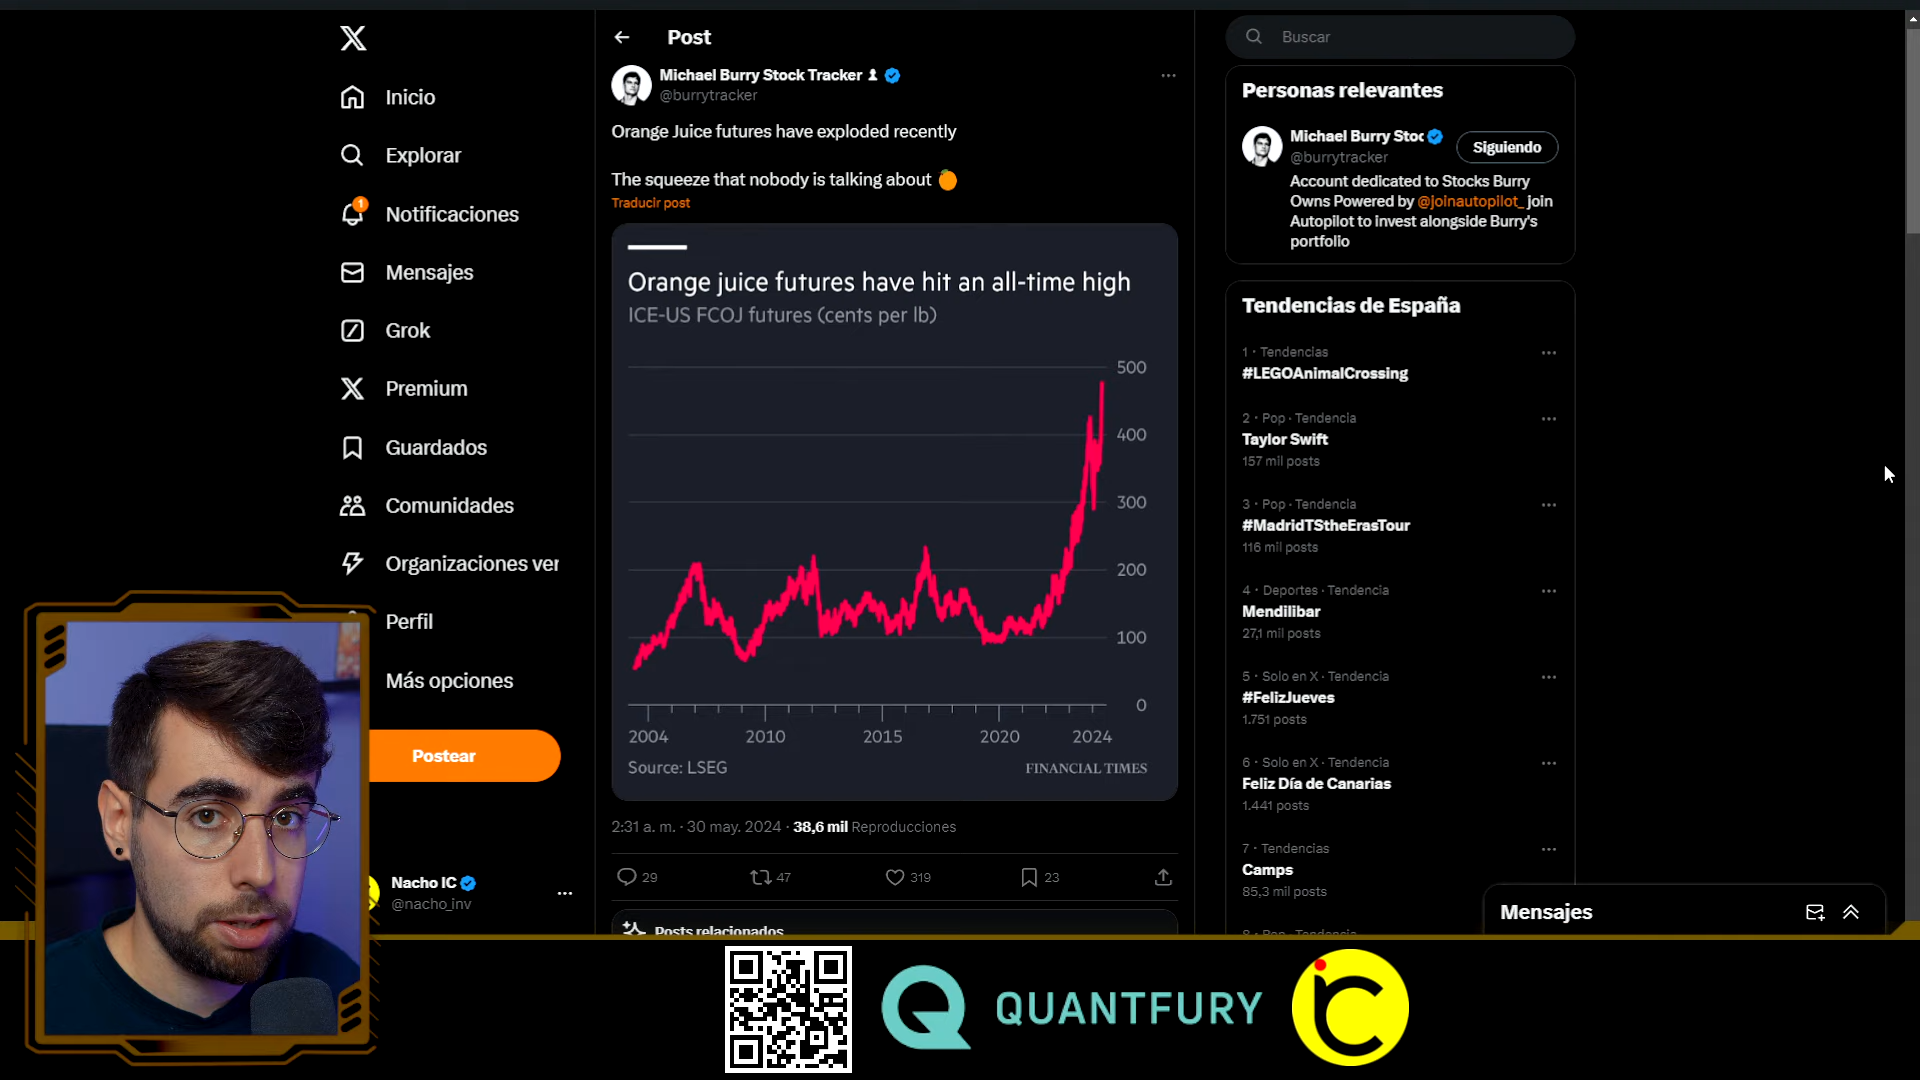 Inicio
Explorar
1
Notificaciones
Mensajes
Grok
Premium
Guardados
Comunidades
Organizaciones ver
Perfil
Más opciones
Postear
Nacho IC
@nacho_inv
Post
Michael Burry Stock Tracker
@burrytracker
Orange Juice futures have exploded recently
The squeeze that nobody is talking about
Traducir post
Orange juice futures have hit an all-time high
ICE-US FCOJ futures (cents per lb)
500
400
300
200
100
0
2004 2010 2015 2020 2024
Source: LSEG
FINANCIAL TIMES
2:31 a. m. · 30 may. 2024 · 38,6 mil Reproducciones
29 47 319 23
Posts relacionados
Buscar
Personas relevantes
Michael Burry Stoc
@burrytracker
Siguiendo
Account dedicated to Stocks Burry
Owns Powered by @joinautopilot_ join
Autopilot to invest alongside Burry's
portfolio
Tendencias de España
1 · Tendencias
#LEGOAnimalCrossing
2 · Pop · Tendencia
Taylor Swift
157 mil posts
3 · Pop · Tendencia
#MadridTStheErasTour
116 mil posts
4 · Deportes · Tendencia
Mendilibar
27,1 mil posts
5 · Solo en X · Tendencia
#FelizJueves
1.751 posts
6 · Solo en X · Tendencia
Feliz Día de Canarias
1.441 posts
7 · Tendencias
Camps
85,3 mil posts
8 · Pop · Tendencia
Mensajes
QUANTFURY